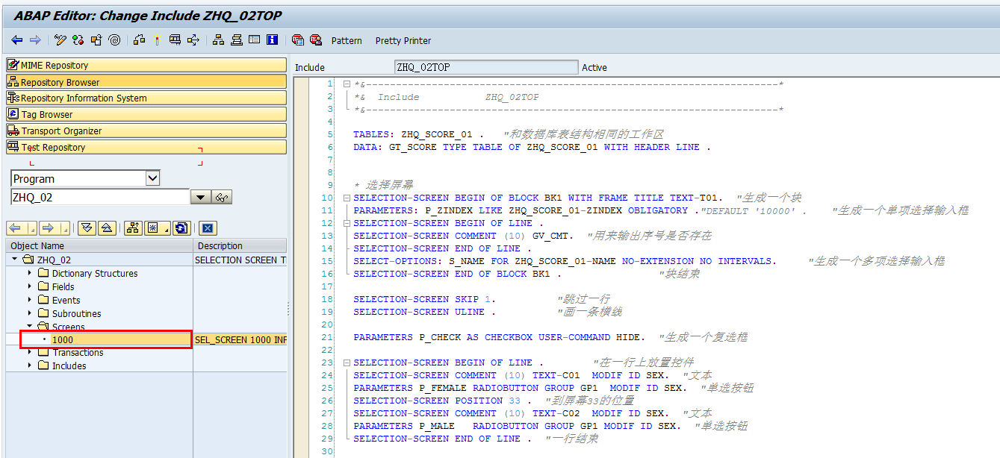 ABAP Editor: Change Include ZHQ_02TOP
Pattern Pretty Printer
MIME Repository
Repository Browser
Repository Information System
Tag Browser
Transport Organizer
Test Repository
Program
ZHQ_02
Object Name Description
ZHQ_02 SELECTION SCREEN T
Dictionary Structures
Fields
Events
Subroutines
Screens
1000 SEL_SCREEN 1000 INF
Transactions
Includes
Include ZHQ_02TOP Active
1 *&---------------------------------------------------------------------*
2 *& Include ZHQ_02TOP
3 *&---------------------------------------------------------------------*
4
5 TABLES: ZHQ_SCORE_01 . "和数据库表结构相同的工作区
6 DATA: GT_SCORE TYPE TABLE OF ZHQ_SCORE_01 WITH HEADER LINE .
7
8
9 * 选择屏幕
10 SELECTION-SCREEN BEGIN OF BLOCK BK1 WITH FRAME TITLE TEXT-T01. "生成一个块
11 PARAMETERS: P_ZINDEX LIKE ZHQ_SCORE_01-ZINDEX OBLIGATORY ."DEFAULT '10000' . "生成一个单项选择输入框
12 SELECTION-SCREEN BEGIN OF LINE .
13 SELECTION-SCREEN COMMENT (10) GV_CMT. "用来输出序号是否存在
14 SELECTION-SCREEN END OF LINE .
15 SELECT-OPTIONS: S_NAME FOR ZHQ_SCORE_01-NAME NO-EXTENSION NO INTERVALS. "生成一个多项选择输入框
16 SELECTION-SCREEN END OF BLOCK BK1 . "块结束
17
18 SELECTION-SCREEN SKIP 1. "跳过一行
19 SELECTION-SCREEN ULINE . "画一条横线
20
21 PARAMETERS P_CHECK AS CHECKBOX USER-COMMAND HIDE. "生成一个复选框
22
23 SELECTION-SCREEN BEGIN OF LINE . "在一行上放置控件
24 SELECTION-SCREEN COMMENT (10) TEXT-C01 MODIF ID SEX. "文本
25 PARAMETERS P_FEMALE RADIOBUTTON GROUP GP1 MODIF ID SEX. "单选按钮
26 SELECTION-SCREEN POSITION 33 . "到屏幕33的位置
27 SELECTION-SCREEN COMMENT (10) TEXT-C02 MODIF ID SEX. "文本
28 PARAMETERS P_MALE RADIOBUTTON GROUP GP1 MODIF ID SEX. "单选按钮
29 SELECTION-SCREEN END OF LINE . "一行结束
30